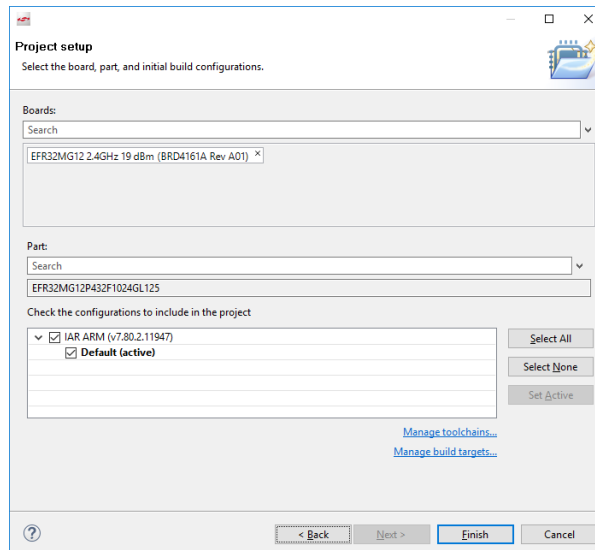 Project setup
Select the board, part, and initial build configurations.
Boards:
Search
EFR32MG12 2.4GHz 19 dBm (BRD4161A Rev A01) ×
Part:
Search
EFR32MG12P432F1024GL125
Check the configurations to include in the project
IAR ARM (v7.80.2.11947)
Default (active)
Select All
Select None
Set Active
Manage toolchains...
Manage build targets...
< Back
Next >
Finish
Cancel